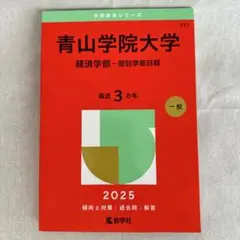 大学赤本シリーズ
青山学院大学
経済学部－個別学部日程
最近3カ年
一般
2025
傾向と対策｜過去問｜解答
教学社